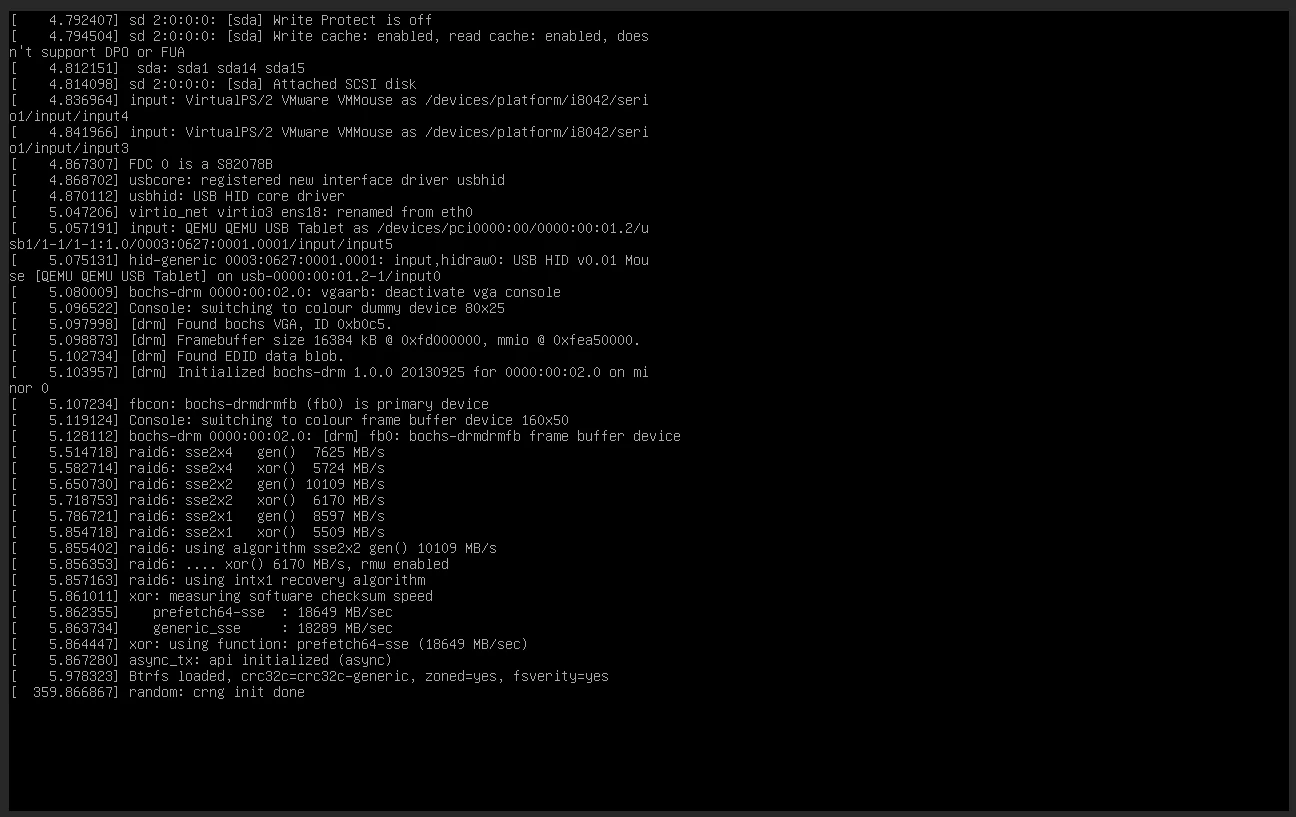 [    4.792407] sd 2:0:0:0: [sda] Write Protect is off
[    4.794504] sd 2:0:0:0: [sda] Write cache: enabled, read cache: enabled, does
n't support DPO or FUA
[    4.812151]  sda: sda1 sda14 sda15
[    4.814098] sd 2:0:0:0: [sda] Attached SCSI disk
[    4.836964] input: VirtualPS/2 VMware VMMouse as /devices/platform/i8042/seri
o1/input/input4
[    4.841966] input: VirtualPS/2 VMware VMMouse as /devices/platform/i8042/seri
o1/input/input3
[    4.867307] FDC 0 is a S82078B
[    4.868702] usbcore: registered new interface driver usbhid
[    4.870112] usbhid: USB HID core driver
[    5.047206] virtio_net virtio3 ens18: renamed from eth0
[    5.057191] input: QEMU QEMU USB Tablet as /devices/pci0000:00/0000:00:01.2/u
sb1/1-1/1-1:1.0/0003:0627:0001.0001/input/input5
[    5.075131] hid-generic 0003:0627:0001.0001: input,hidraw0: USB HID v0.01 Mou
se [QEMU QEMU USB Tablet] on usb-0000:00:01.2-1/input0
[    5.080009] bochs-drm 0000:00:02.0: vgaarb: deactivate vga console
[    5.096522] Console: switching to colour dummy device 80x25
[    5.097998] [drm] Found bochs VGA, ID 0xb0c5.
[    5.098873] [drm] Framebuffer size 16384 kB @ 0xfd000000, mmio @ 0xfea50000.
[    5.102734] [drm] Found EDID data blob.
[    5.103957] [drm] Initialized bochs-drm 1.0.0 20130925 for 0000:00:02.0 on mi
nor 0
[    5.107234] fbcon: bochs-drmdrmfb (fb0) is primary device
[    5.119124] Console: switching to colour frame buffer device 160x50
[    5.128112] bochs-drm 0000:00:02.0: [drm] fb0: bochs-drmdrmfb frame buffer device
[    5.514718] raid6: sse2x4   gen()  7625 MB/s
[    5.582714] raid6: sse2x4   xor()  5724 MB/s
[    5.650730] raid6: sse2x2   gen() 10109 MB/s
[    5.718753] raid6: sse2x2   xor()  6170 MB/s
[    5.786721] raid6: sse2x1   gen()  8597 MB/s
[    5.854718] raid6: sse2x1   xor()  5509 MB/s
[    5.855402] raid6: using algorithm sse2x2 gen() 10109 MB/s
[    5.856353] raid6: .... xor() 6170 MB/s, rmw enabled
[    5.857163] raid6: using intx1 recovery algorithm
[    5.861011] xor: measuring software checksum speed
[    5.862355]    prefetch64-sse  : 18649 MB/sec
[    5.863734]    generic_sse     : 18289 MB/sec
[    5.864447] xor: using function: prefetch64-sse (18649 MB/sec)
[    5.867280] async_tx: api initialized (async)
[    5.978323] Btrfs loaded, crc32c=crc32c-generic, zoned=yes, fsverity=yes
[  359.866867] random: crng init done